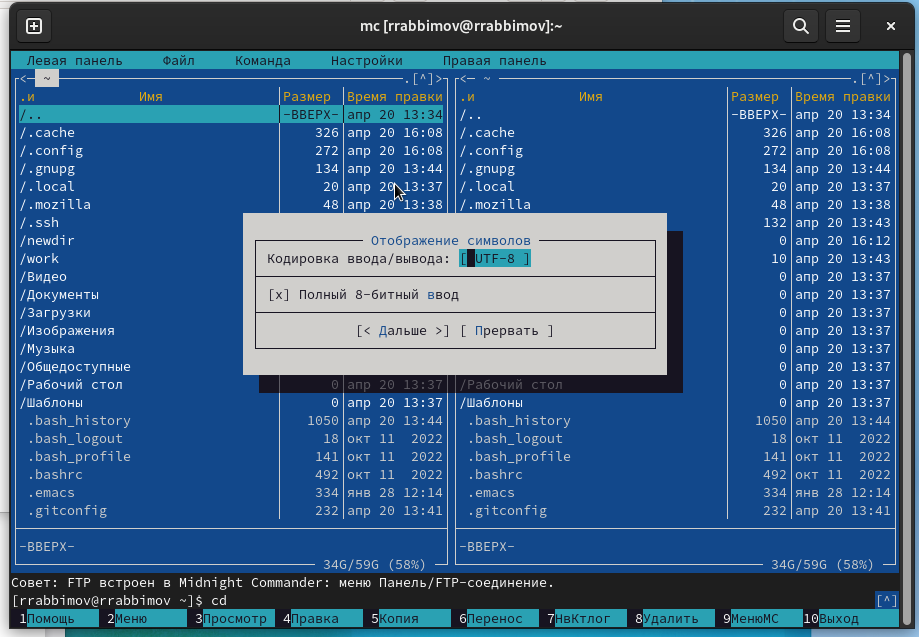 mc [rrabbimov@rrabbimov]:~
Левая панель Файл Команда Настройки Правая панель
<─ ~ .[^]> <─ ~ .[^]>
.и Имя Размер Время правки .и Имя Размер Время правки
/.. -ВВЕРХ- апр 20 13:34 /.. -ВВЕРХ- апр 20 13:34
/.cache 326 апр 20 16:08 /.cache 326 апр 20 16:08
/.config 272 апр 20 16:08 /.config 272 апр 20 16:08
/.gnupg 134 апр 20 13:44 /.gnupg 134 апр 20 13:44
/.local 20 апр 20 13:37 /.local 20 апр 20 13:37
/.mozilla 48 апр 20 13:38 /.mozilla 48 апр 20 13:38
/.ssh 132 апр 20 13:43
/newdir Отображение символов 0 апр 20 16:12
/work Кодировка ввода/вывода: [ UTF-8 ] 10 апр 20 13:43
/Видео 0 апр 20 13:37
/Документы [x] Полный 8-битный ввод 0 апр 20 13:37
/Загрузки 0 апр 20 13:37
/Изображения [< Дальше >] [ Прервать ] 0 апр 20 13:37
/Музыка 0 апр 20 13:37
/Общедоступные 0 апр 20 13:37
/Рабочий стол 0 апр 20 13:37 /Рабочий стол 0 апр 20 13:37
/Шаблоны 0 апр 20 13:37 /Шаблоны 0 апр 20 13:37
.bash_history 1050 апр 20 13:44 .bash_history 1050 апр 20 13:44
.bash_logout 18 окт 11 2022 .bash_logout 18 окт 11 2022
.bash_profile 141 окт 11 2022 .bash_profile 141 окт 11 2022
.bashrc 492 окт 11 2022 .bashrc 492 окт 11 2022
.emacs 334 янв 28 12:14 .emacs 334 янв 28 12:14
.gitconfig 232 апр 20 13:41 .gitconfig 232 апр 20 13:41
-ВВЕРХ- -ВВЕРХ-
34G/59G (58%) 34G/59G (58%)
Совет: FTP встроен в Midnight Commander: меню Панель/FTP-соединение.
[rrabbimov@rrabbimov ~]$ cd [^]
1Помощь 2Меню 3Просмотр 4Правка 5Копия 6Перенос 7НвКтлог 8Удалить 9МенюМС 10Выход